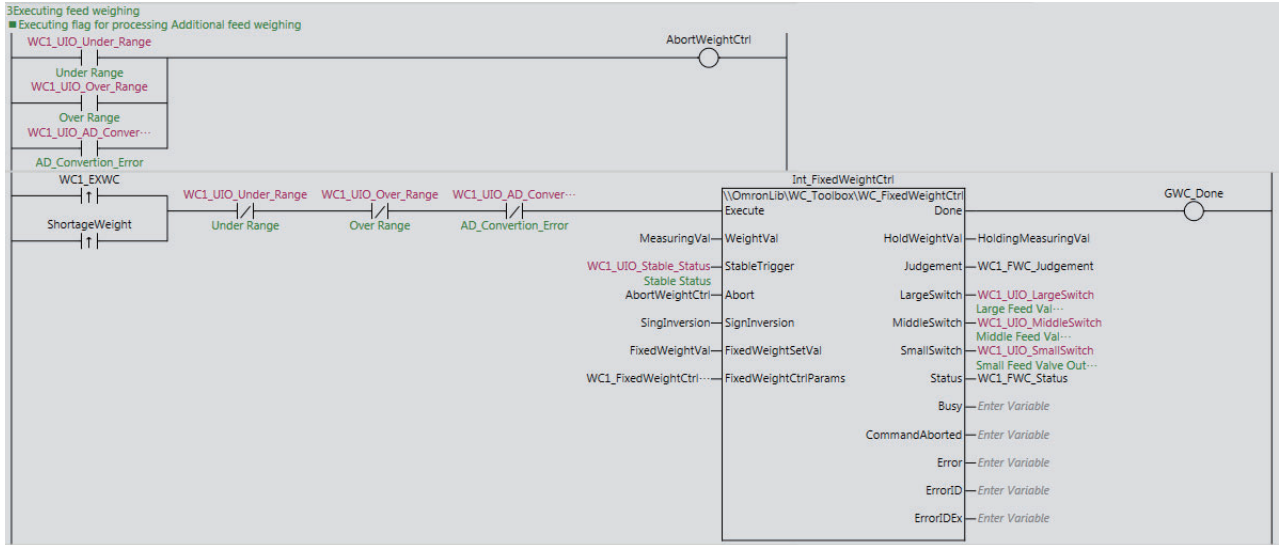 3Executing feed weighing
■Executing flag for processing Additional feed weighing
WC1_UIO_Under_Range
AbortWeightCtrl
Under Range
WC1_UIO_Over_Range
Over Range
WC1_UIO_AD_Conver···
AD_Convertion_Error
WC1_EXWC
ShortageWeight
WC1_UIO_Under_Range WC1_UIO_Over_Range WC1_UIO_AD_Conver···
Under Range Over Range AD_Convertion_Error
Int_FixedWeightCtrl
\\OmronLib\WC_Toolbox\WC_FixedWeightCtrl
Execute Done
GWC_Done
MeasuringVal WeightVal HoldWeightVal HoldingMeasuringVal
WC1_UIO_Stable_Status StableTrigger Judgement WC1_FWC_Judgement
Stable Status
AbortWeightCtrl Abort LargeSwitch WC1_UIO_LargeSwitch
Large Feed Val···
SingInversion SignInversion MiddleSwitch WC1_UIO_MiddleSwitch
Middle Feed Val···
FixedWeightVal FixedWeightSetVal SmallSwitch WC1_UIO_SmallSwitch
Small Feed Valve Out···
WC1_FixedWeightCtrl··· FixedWeightCtrlParams Status WC1_FWC_Status
Busy Enter Variable
CommandAborted Enter Variable
Error Enter Variable
ErrorID Enter Variable
ErrorIDEx Enter Variable